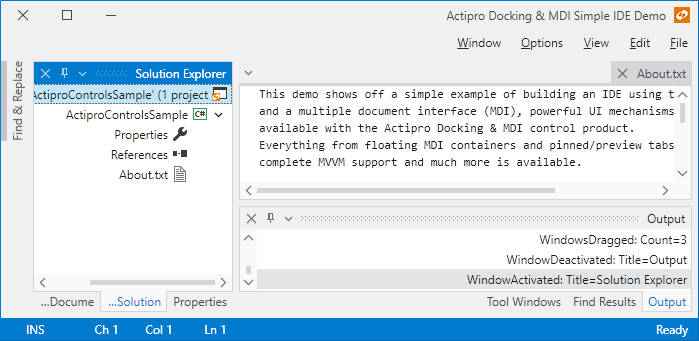 Actipro Docking & MDI Simple IDE Demo
File Edit View Options Window
Find & Replace
Solution Explorer
ActiproControlsSample' (1 project
ActiproControlsSample C#
Properties
References
About.txt
...Docume ...Solution Properties
About.txt
This demo shows off a simple example of building an IDE using t
and a multiple document interface (MDI), powerful UI mechanisms
available with the Actipro Docking & MDI control product.
Everything from floating MDI containers and pinned/preview tabs
complete MVVM support and much more is available.
Output
WindowsDragged: Count=3
WindowDeactivated: Title=Output
WindowActivated: Title=Solution Explorer
Tool Windows Find Results Output
INS Ch 1 Col 1 Ln 1 Ready